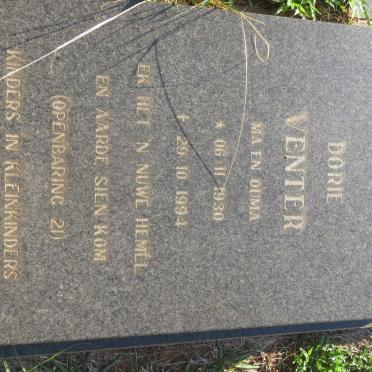 DORIE
VENTER
MA EN OUMA
★ 06·11·1930
✝ 29·10·1994
EK HET 'N NUWE HEMEL
EN AARDE SIEN KOM
(OPENBARING 21)
KINDERS IN KLEINKINDERS